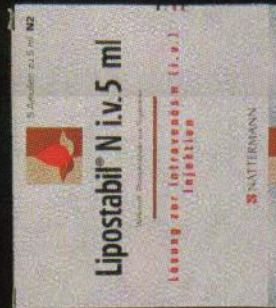 5 Ampullen zu 5 ml N2
Lipostabil® N i.v. 5 ml
Lösung zur intravenösen (i.v.)
Injektion
NATTERMANN